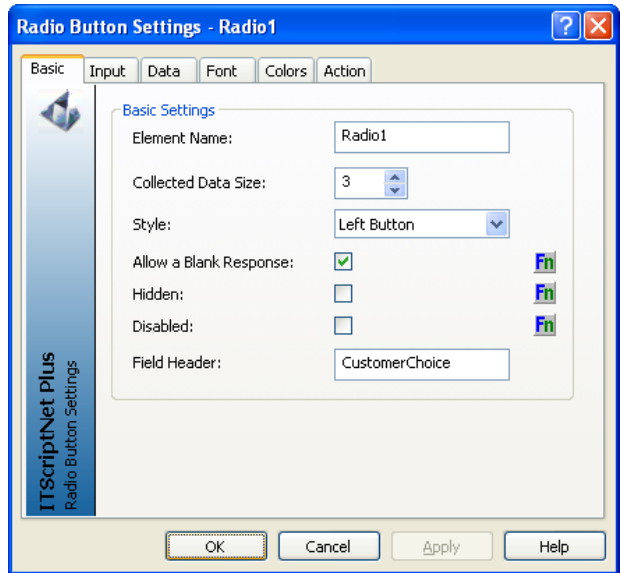 Radio Button Settings - Radio1
Basic Input Data Font Colors Action
Basic Settings
Element Name: Radio1
Collected Data Size: 3
Style: Left Button
Allow a Blank Response: Fn
Hidden: Fn
Disabled: Fn
Field Header: CustomerChoice
ITScriptNet Plus
Radio Button Settings
OK Cancel Apply Help